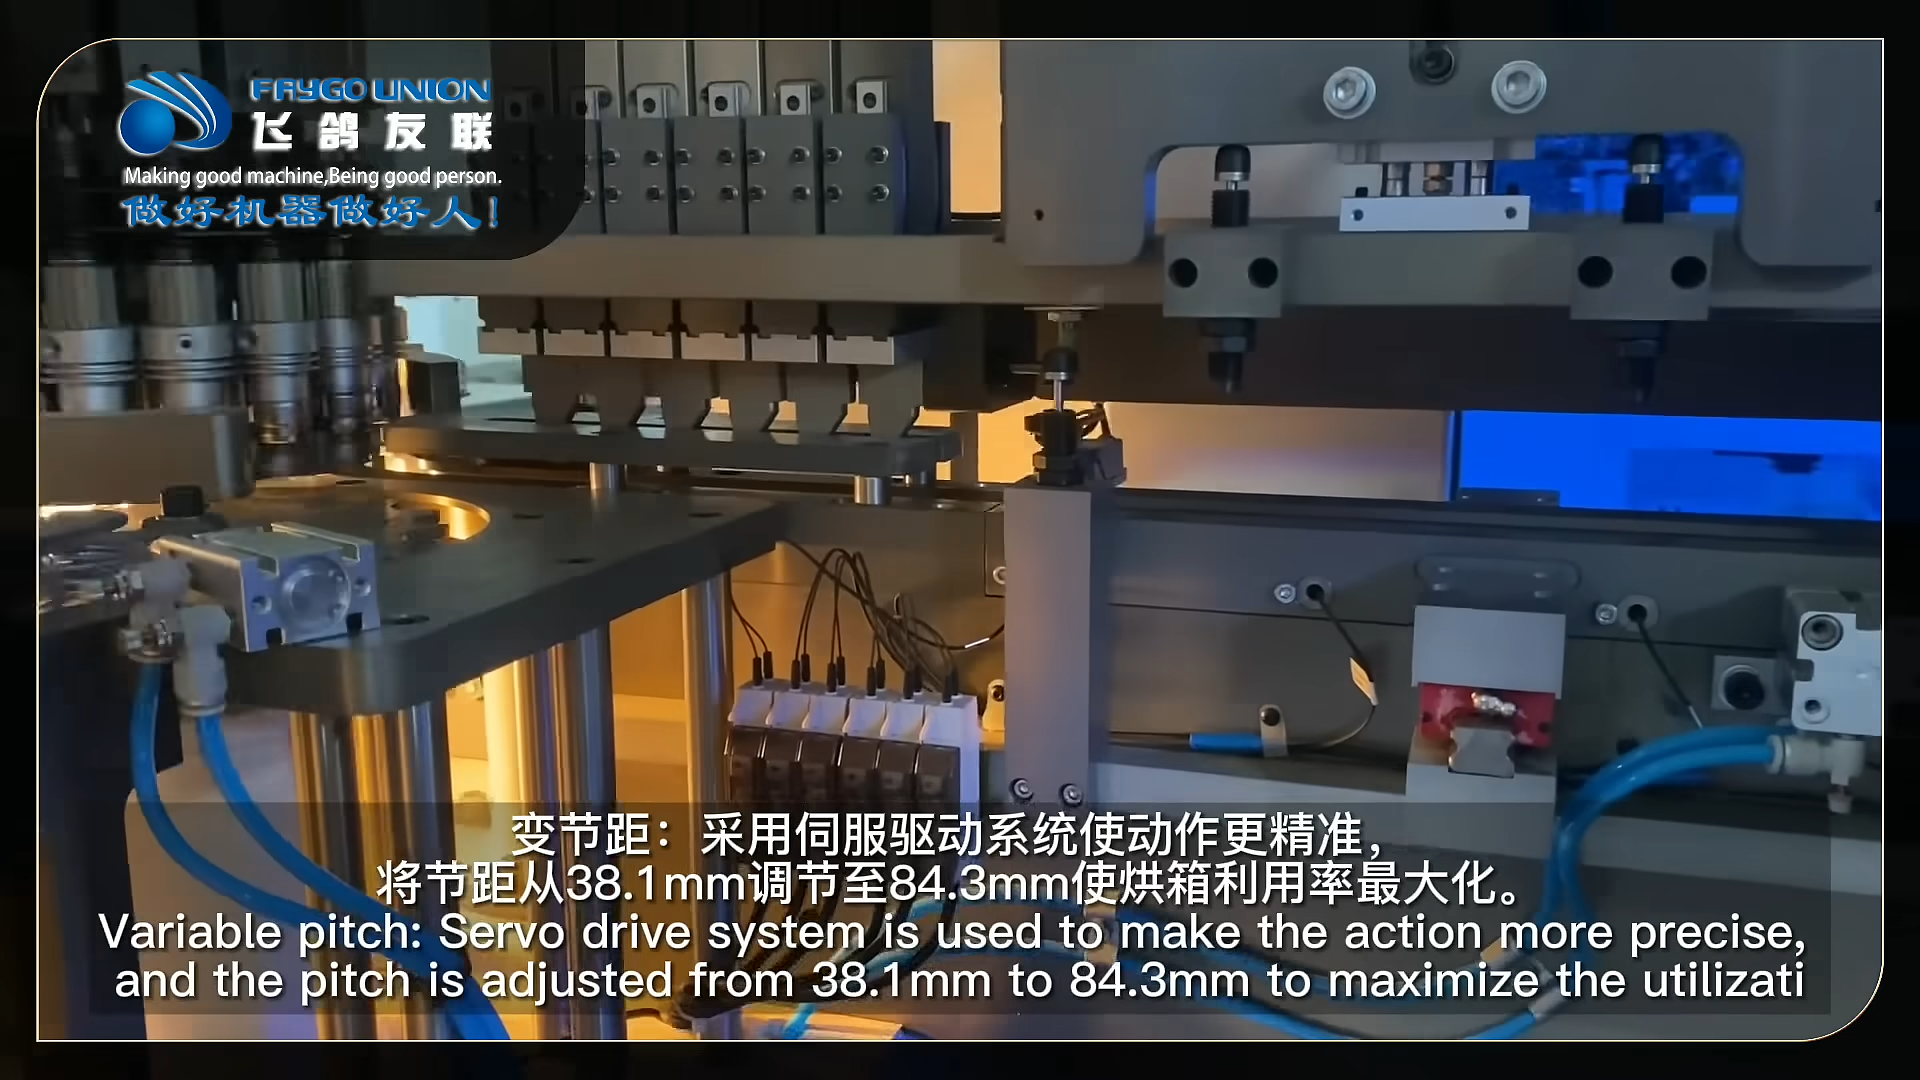 FAYGO UNION
飞鸽友联
Making good machine,Being good person.
做好机器做好人!
变节距：采用伺服驱动系统使动作更精准，
将节距从38.1mm调节至84.3mm使烘箱利用率最大化。
Variable pitch: Servo drive system is used to make the action more precise,
and the pitch is adjusted from 38.1mm to 84.3mm to maximize the utilizati